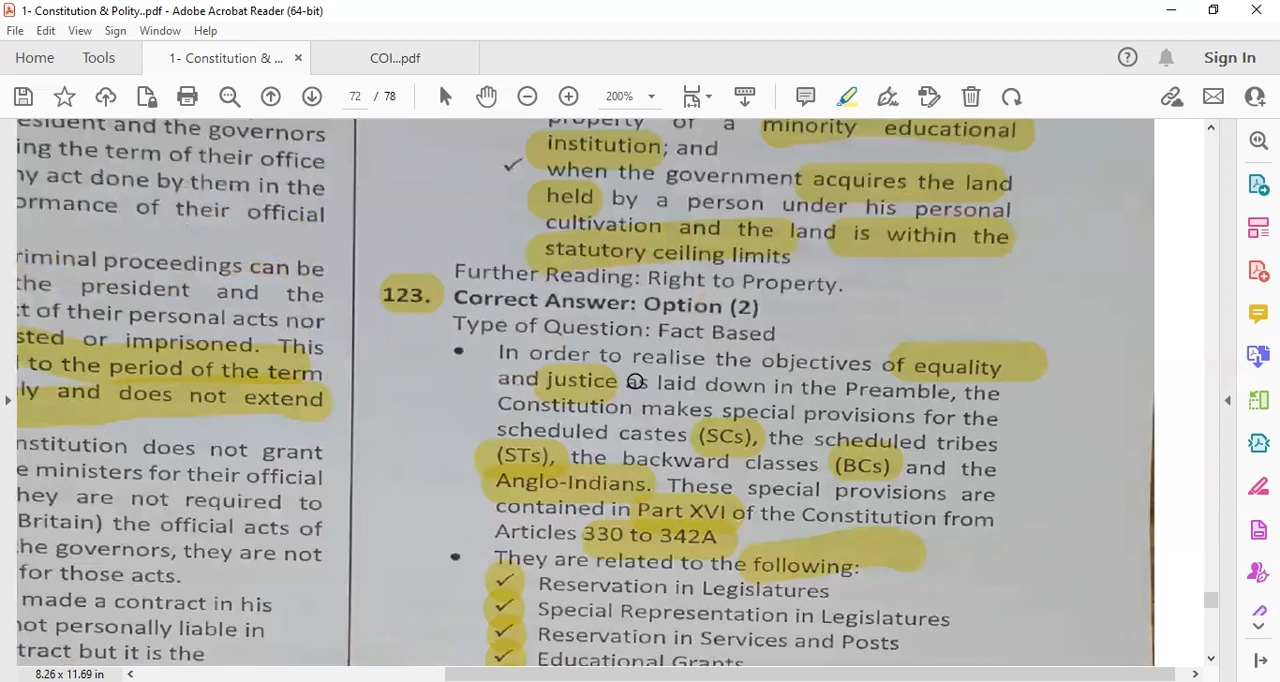 1- Constitution & Polity..pdf - Adobe Acrobat Reader (64-bit)
File Edit View Sign Window Help
Home Tools 1- Constitution & ... × COI...pdf Sign In
72 / 78 200%
esident and the governors
ing the term of their office
ny act done by them in the
ormance of their official
riminal proceedings can be
the president and the
ct of their personal acts nor
sted or imprisoned. This
to the period of the term
ly and does not extend
nstitution does not grant
e ministers for their official
hey are not required to
Britain) the official acts of
he governors, they are not
for those acts.
made a contract in his
not personally liable in
tract but it is the
property of a minority educational
institution; and
✓ when the government acquires the land
held by a person under his personal
cultivation and the land is within the
statutory ceiling limits
Further Reading: Right to Property.
123. Correct Answer: Option (2)
Type of Question: Fact Based
• In order to realise the objectives of equality
and justice as laid down in the Preamble, the
Constitution makes special provisions for the
scheduled castes (SCs), the scheduled tribes
(STs), the backward classes (BCs) and the
Anglo-Indians. These special provisions are
contained in Part XVI of the Constitution from
Articles 330 to 342A
• They are related to the following:
✓ Reservation in Legislatures
✓ Special Representation in Legislatures
✓ Reservation in Services and Posts
✓ Educational Grants
8.26 x 11.69 in